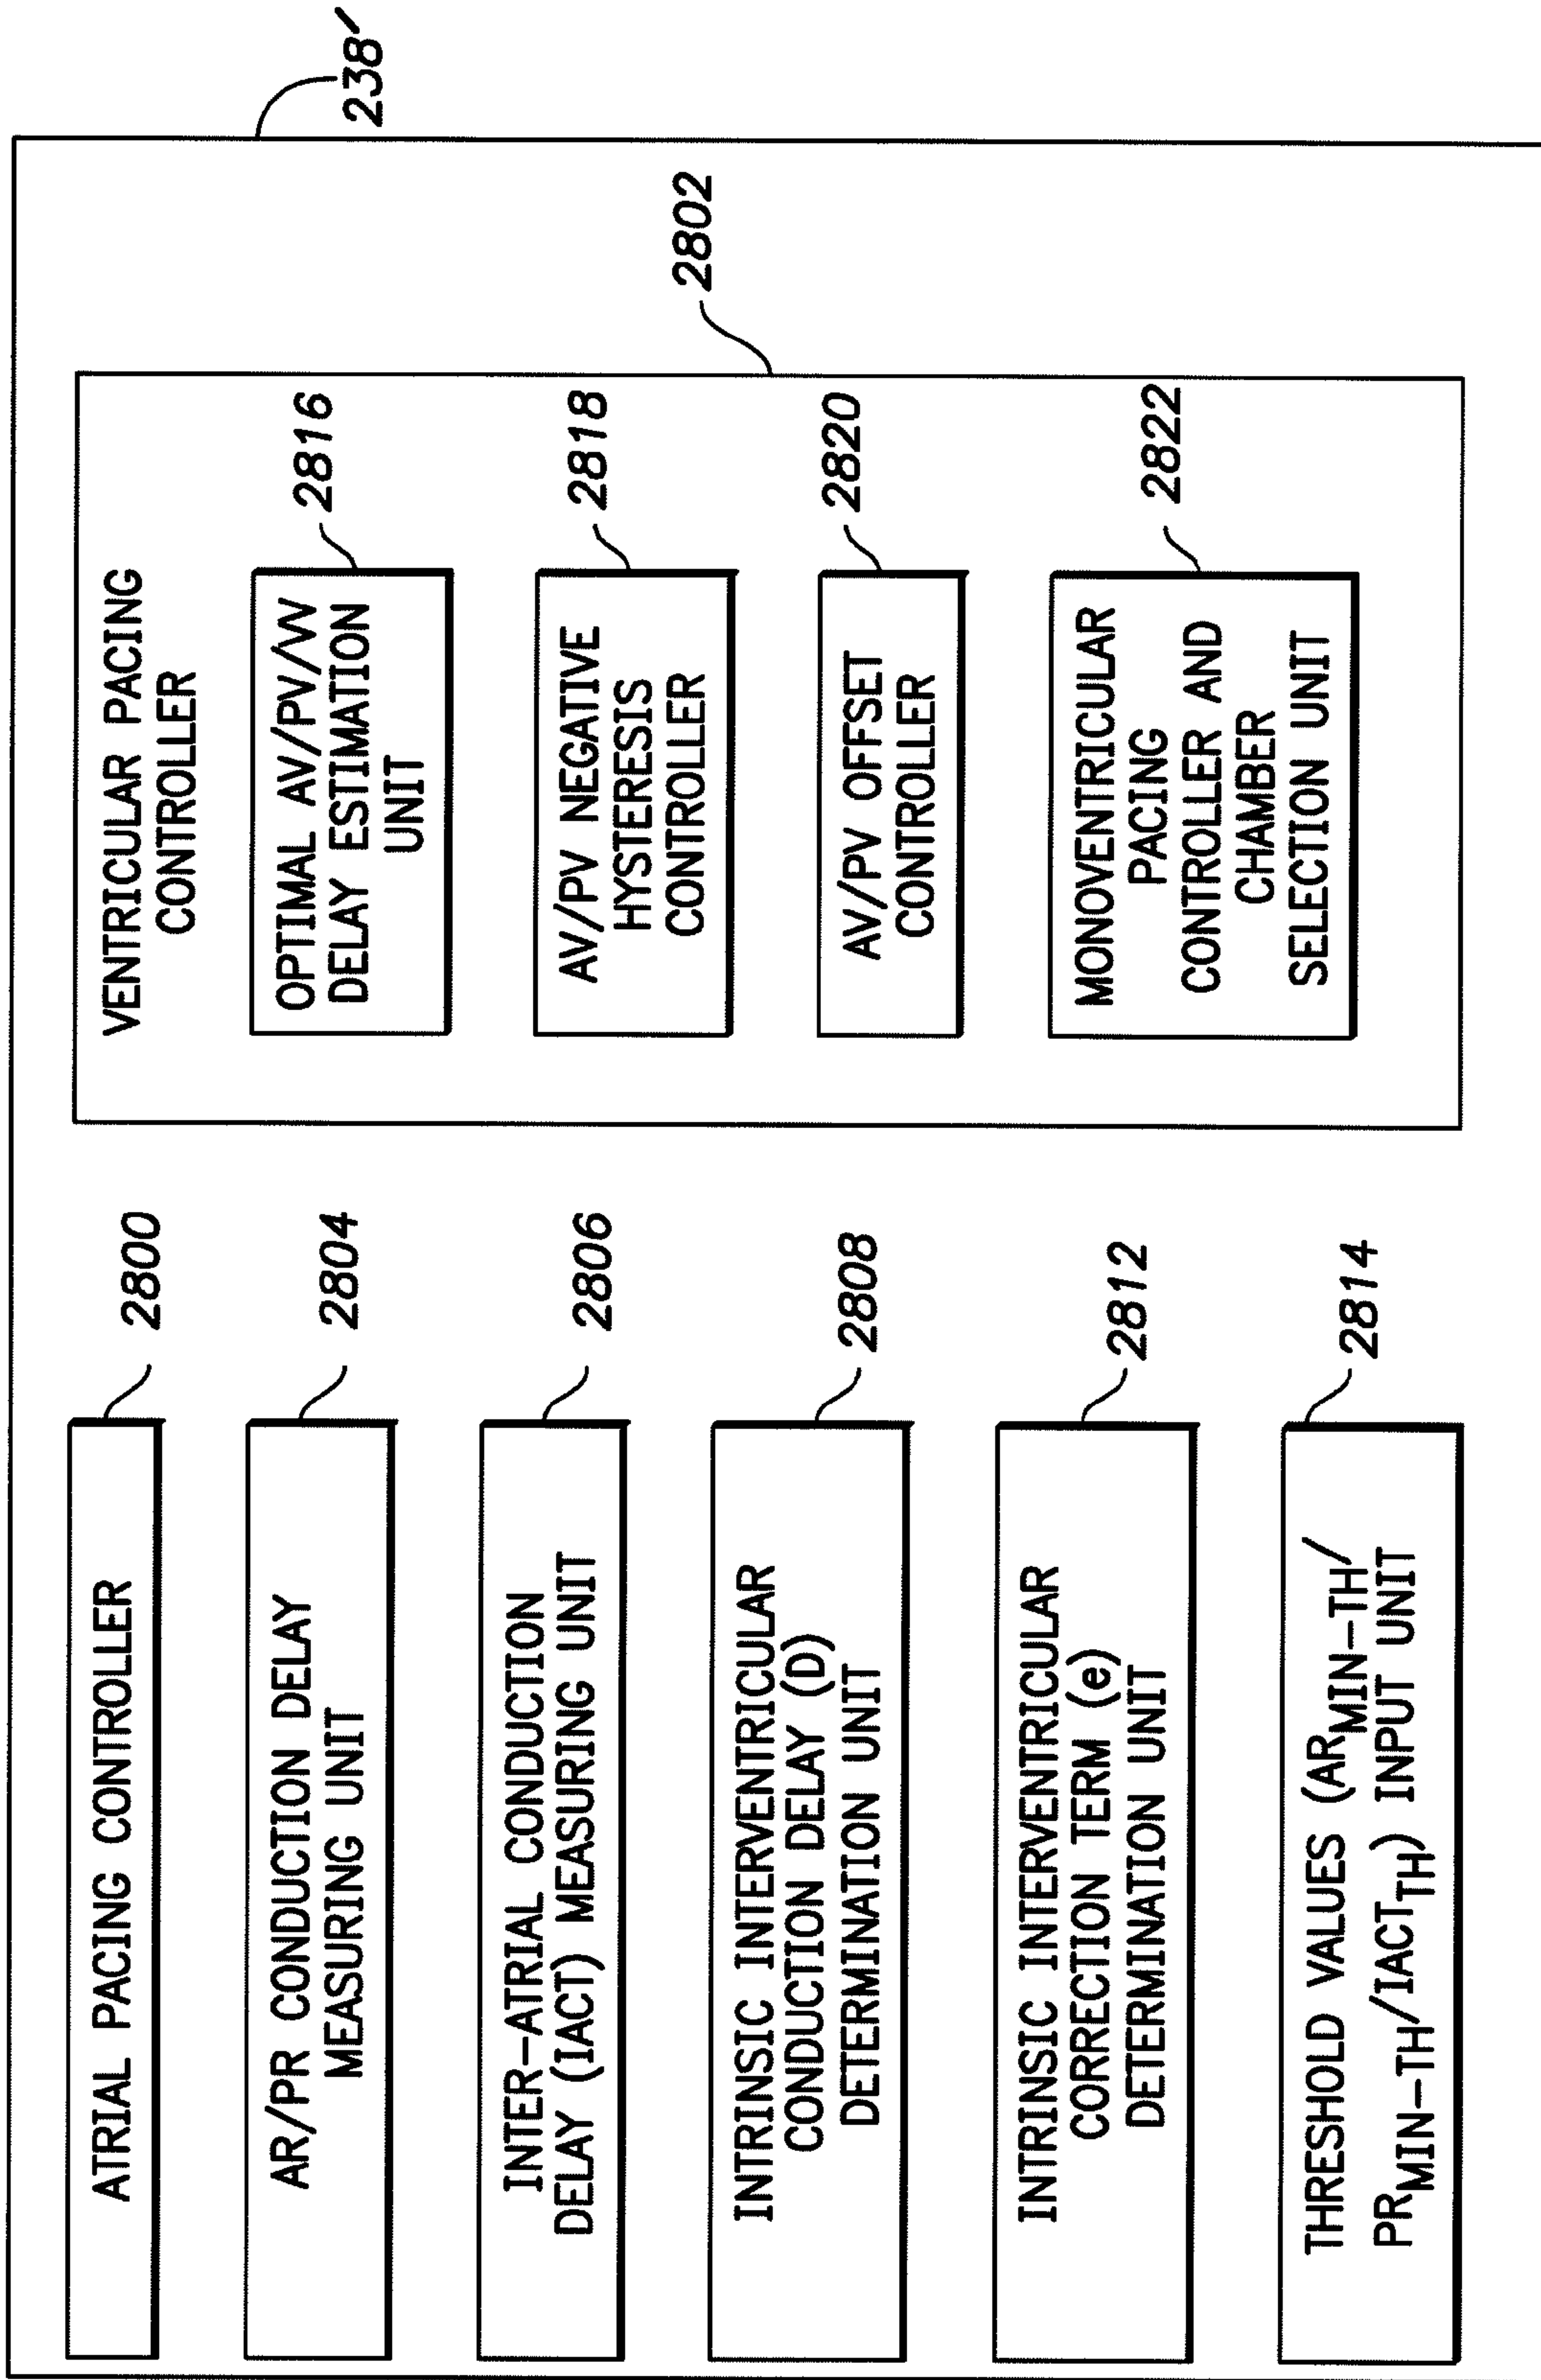 238'
ATRIAL PACING CONTROLLER
2800
AR/PR CONDUCTION DELAY
MEASURING UNIT
2804
INTER-ATRIAL CONDUCTION
DELAY (IACT) MEASURING UNIT
2806
INTRINSIC INTERVENTRICULAR
CONDUCTION DELAY (D)
DETERMINATION UNIT
2808
INTRINSIC INTERVENTRICULAR
CORRECTION TERM (e)
DETERMINATION UNIT
2812
THRESHOLD VALUES (ARMIN-TH/
PRMIN-TH/IACTTH) INPUT UNIT
2814
VENTRICULAR PACING
CONTROLLER
2802
OPTIMAL AV/PV/VV
DELAY ESTIMATION
UNIT
2816
AV/PV NEGATIVE
HYSTERESIS
CONTROLLER
2818
AV/PV OFFSET
CONTROLLER
2820
MONOVENTRICULAR
PACING
CONTROLLER AND
CHAMBER
SELECTION UNIT
2822